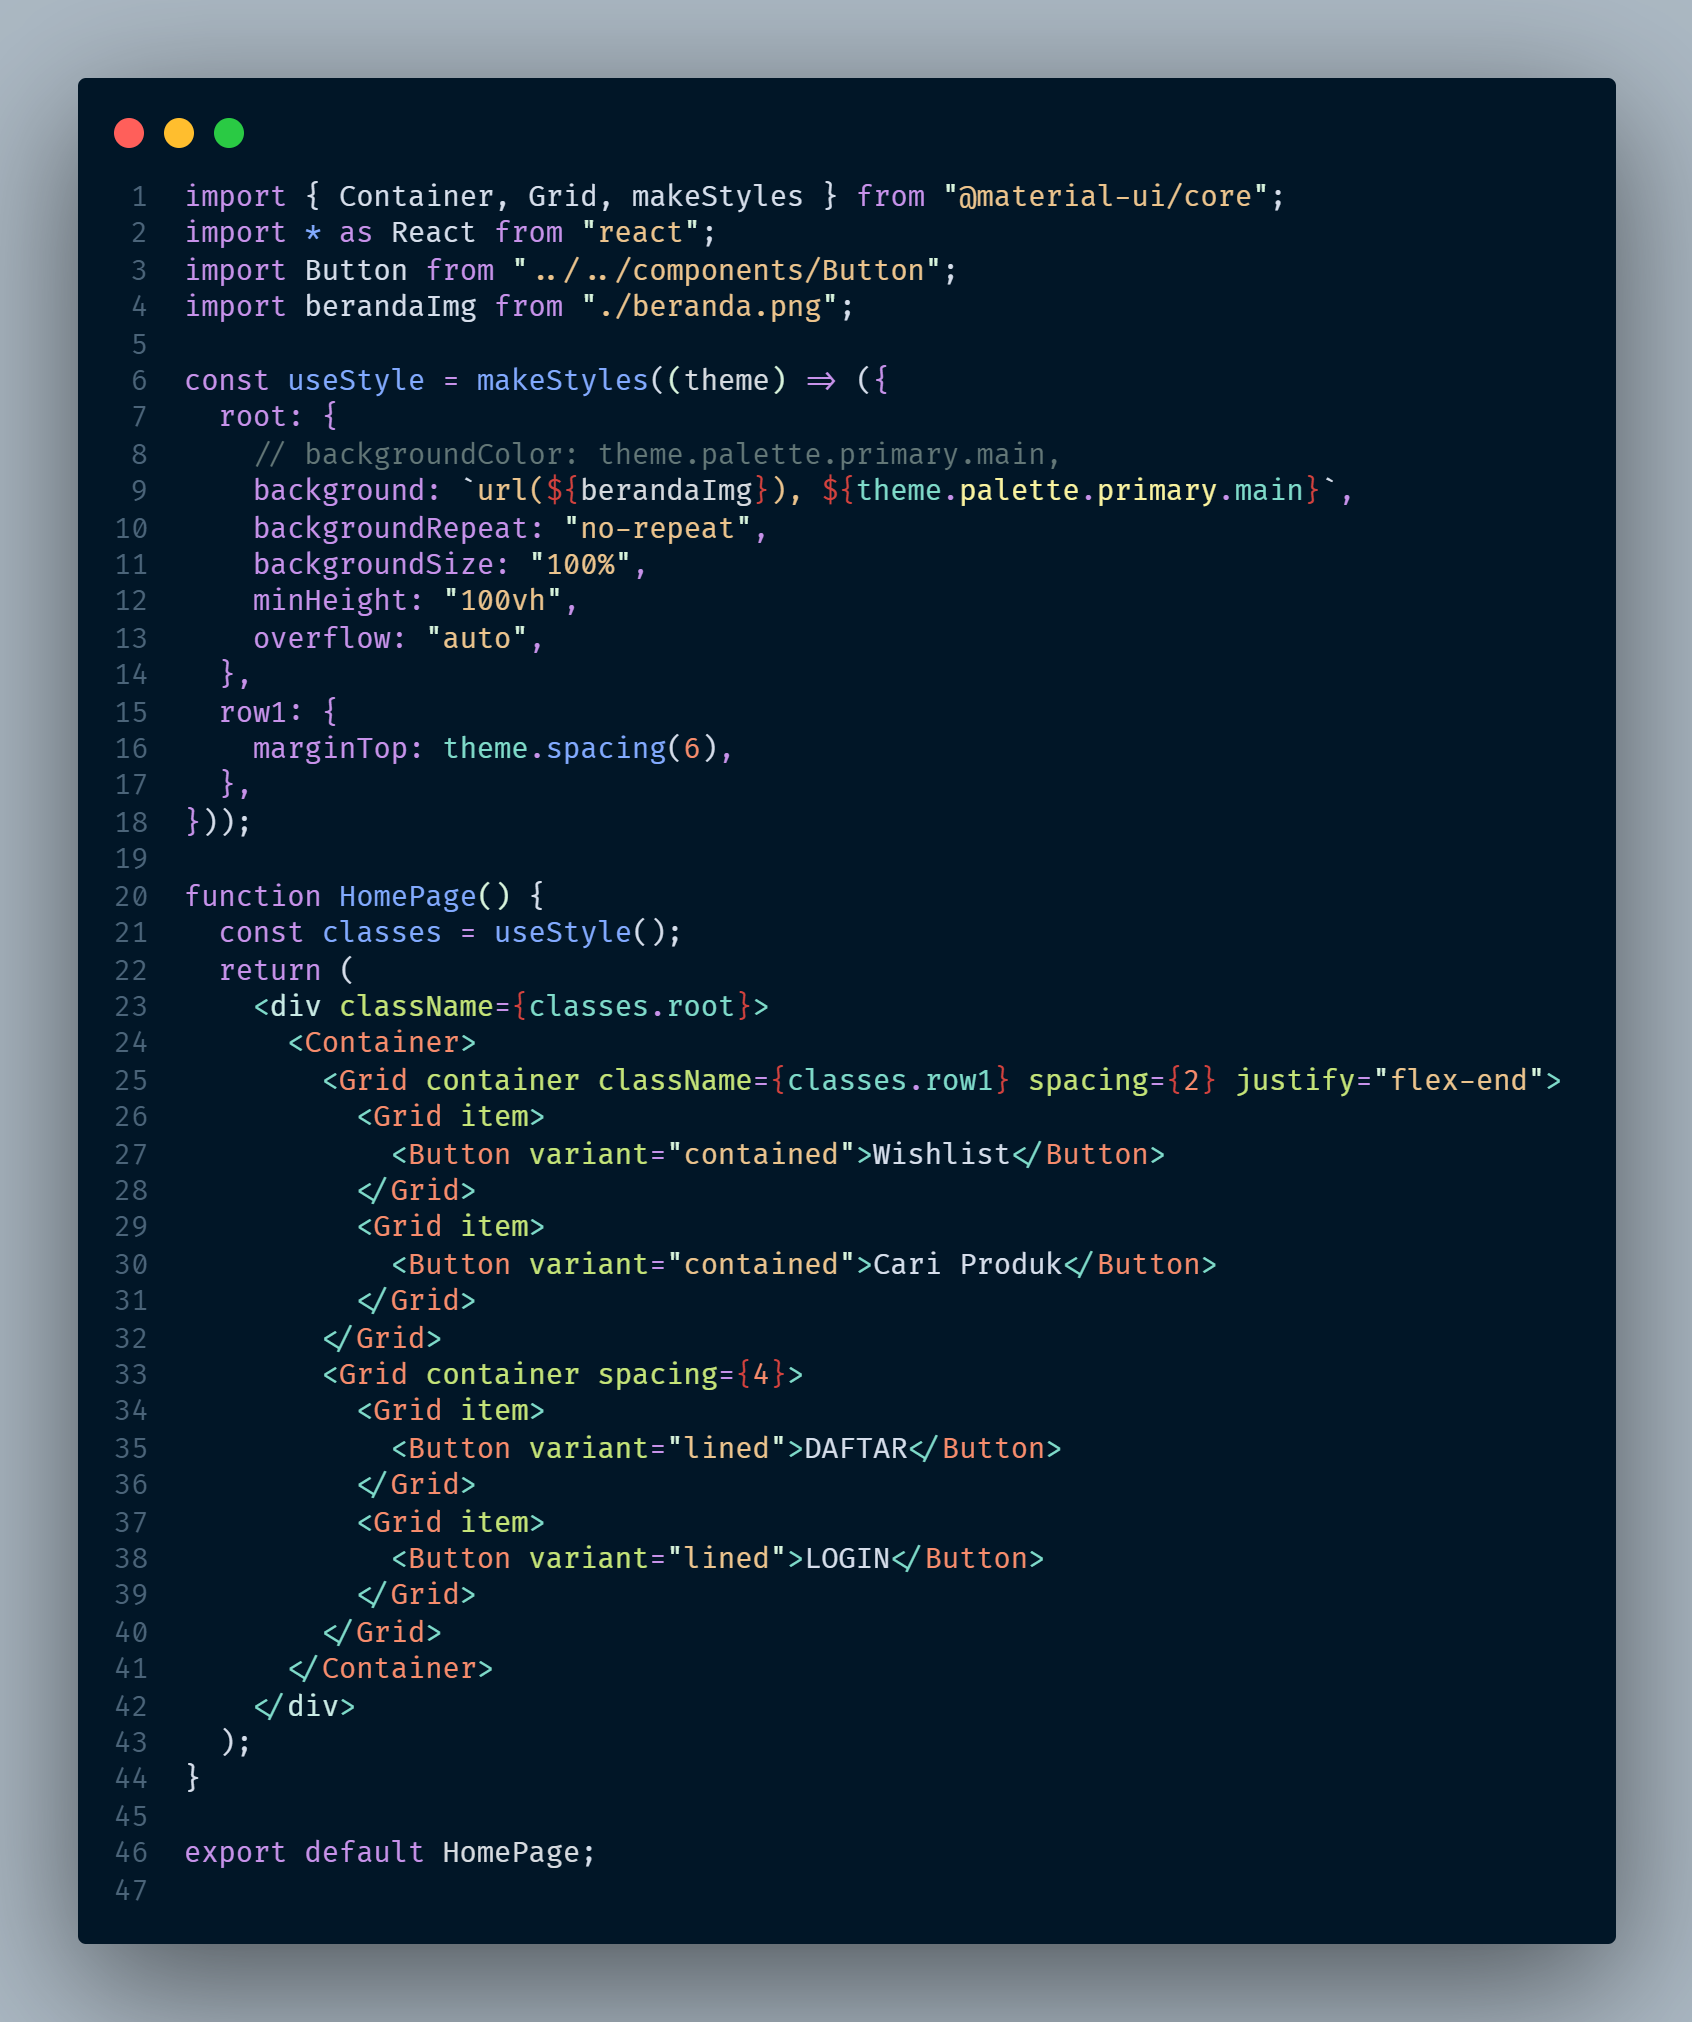 1 import { Container, Grid, makeStyles } from "@material-ui/core";
2 import * as React from "react";
3 import Button from "../../components/Button";
4 import berandaImg from "./beranda.png";
5
6 const useStyle = makeStyles((theme) => ({
7   root: {
8     // backgroundColor: theme.palette.primary.main,
9     background: `url(${berandaImg}), ${theme.palette.primary.main}`,
10     backgroundRepeat: "no-repeat",
11     backgroundSize: "100%",
12     minHeight: "100vh",
13     overflow: "auto",
14   },
15   row1: {
16     marginTop: theme.spacing(6),
17   },
18 }));
19
20 function HomePage() {
21   const classes = useStyle();
22   return (
23     <div className={classes.root}>
24       <Container>
25         <Grid container className={classes.row1} spacing={2} justify="flex-end">
26           <Grid item>
27             <Button variant="contained">Wishlist</Button>
28           </Grid>
29           <Grid item>
30             <Button variant="contained">Cari Produk</Button>
31           </Grid>
32         </Grid>
33         <Grid container spacing={4}>
34           <Grid item>
35             <Button variant="lined">DAFTAR</Button>
36           </Grid>
37           <Grid item>
38             <Button variant="lined">LOGIN</Button>
39           </Grid>
40         </Grid>
41       </Container>
42     </div>
43   );
44 }
45
46 export default HomePage;
47